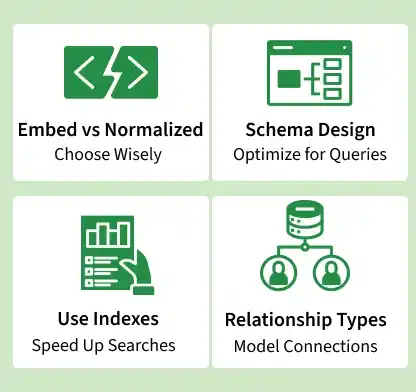 Embed vs Normalized
Choose Wisely
Schema Design
Optimize for Queries
Use Indexes
Speed Up Searches
Relationship Types
Model Connections